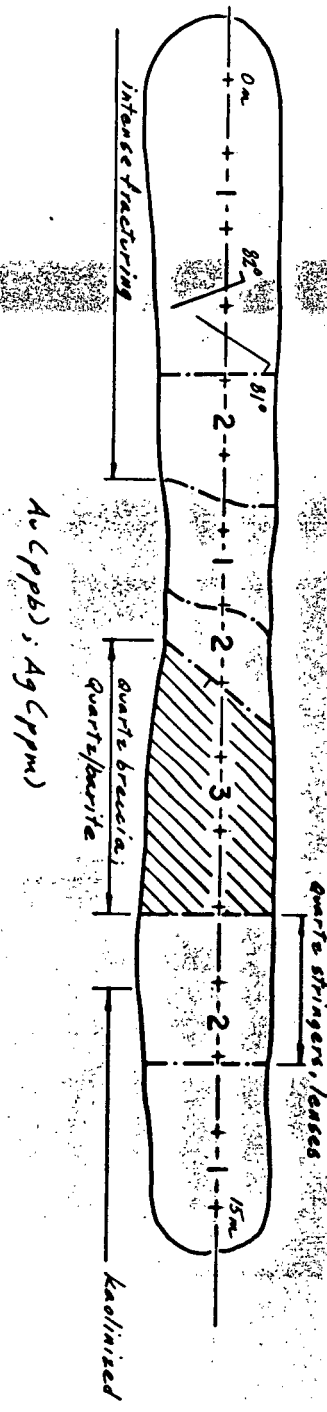 Quartz stringers, lenses
0m
1
82°
81°
2
1
2
3
2
1
15m
intense fracturing
Quartz breccia;
Quartz/barite
kaolinized
Au (ppb); Ag (ppm)